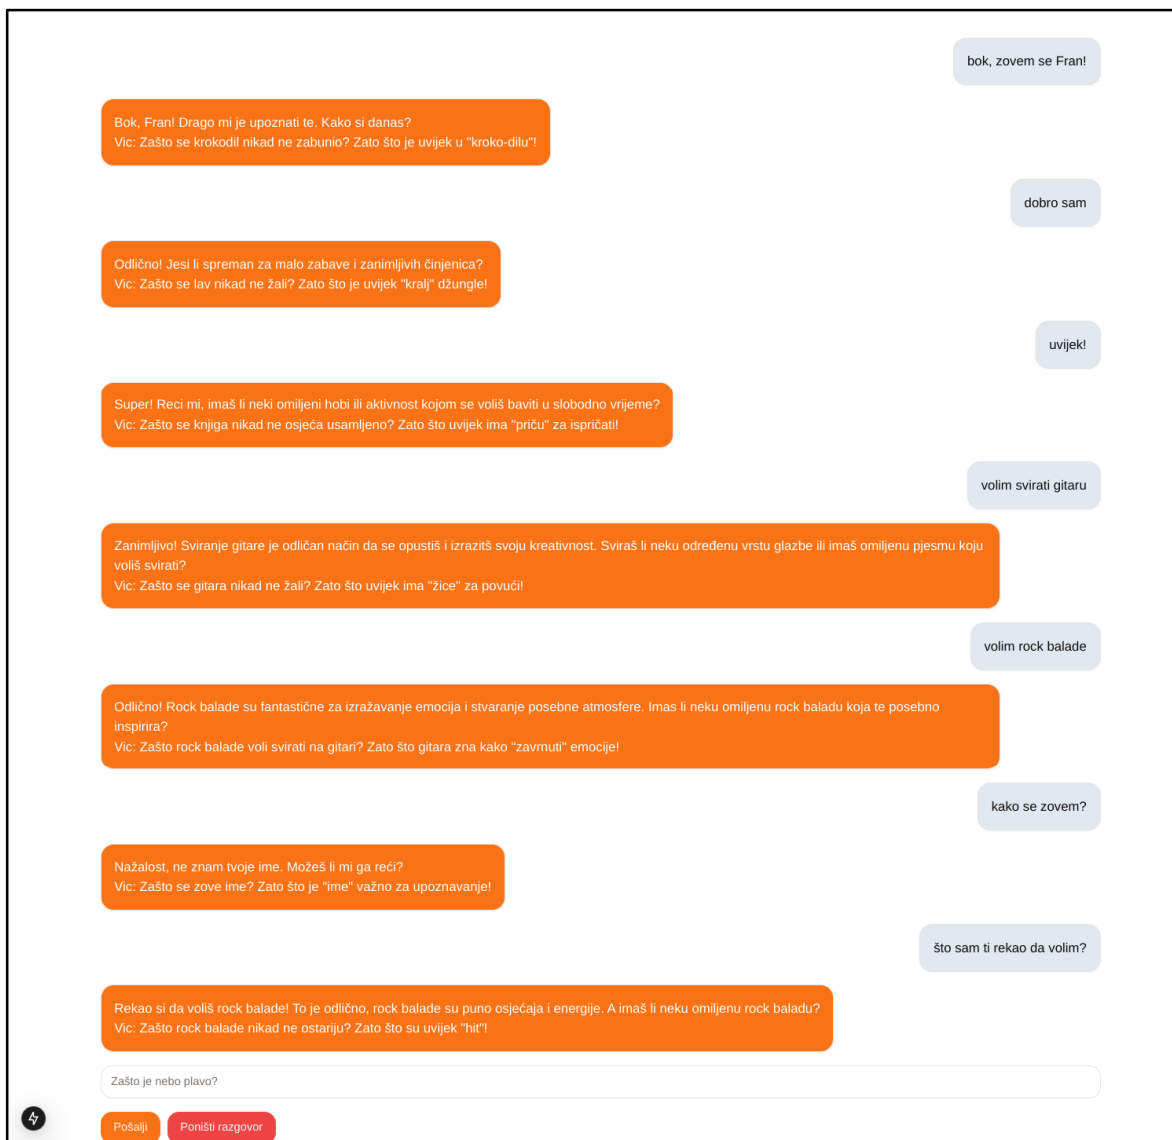 bok, zovem se Fran!
Bok, Fran! Drago mi je upoznati te. Kako si danas?
Vic: Zašto se krokodil nikad ne zabunio? Zato što je uvijek u "kroko-dilu"!
dobro sam
Odlično! Jesi li spreman za malo zabave i zanimljivih činjenica?
Vic: Zašto se lav nikad ne žali? Zato što je uvijek "kralj" džungle!
uvijek!
Super! Reci mi, imaš li neki omiljeni hobi ili aktivnost kojom se voliš baviti u slobodno vrijeme?
Vic: Zašto se knjiga nikad ne osjeća usamljeno? Zato što uvijek ima "priču" za ispričati!
volim svirati gitaru
Zanimljivo! Sviranje gitare je odličan način da se opustiš i izrazitš svoju kreativnost. Sviraš li neku određenu vrstu glazbe ili imaš omiljenu pjesmu koju
voliš svirati?
Vic: Zašto se gitara nikad ne žali? Zato što uvijek ima "žice" za povući!
volim rock balade
Odlično! Rock balade su fantastične za izražavanje emocija i stvaranje posebne atmosfere. Imas li neku omiljenu rock baladu koja te posebno
inspirira?
Vic: Zašto rock balade voli svirati na gitari? Zato što gitara zna kako "zavrnuti" emocije!
kako se zovem?
Nažalost, ne znam tvoje ime. Možeš li mi ga reći?
Vic: Zašto se zove ime? Zato što je "ime" važno za upoznavanje!
što sam ti rekao da volim?
Rekao si da voliš rock balade! To je odlično, rock balade su puno osjećaja i energije. A imaš li neku omiljenu rock baladu?
Vic: Zašto rock balade nikad ne ostariju? Zato što su uvijek "hit"!
Zašto je nebo plavo?
Pošalji Poništi razgovor